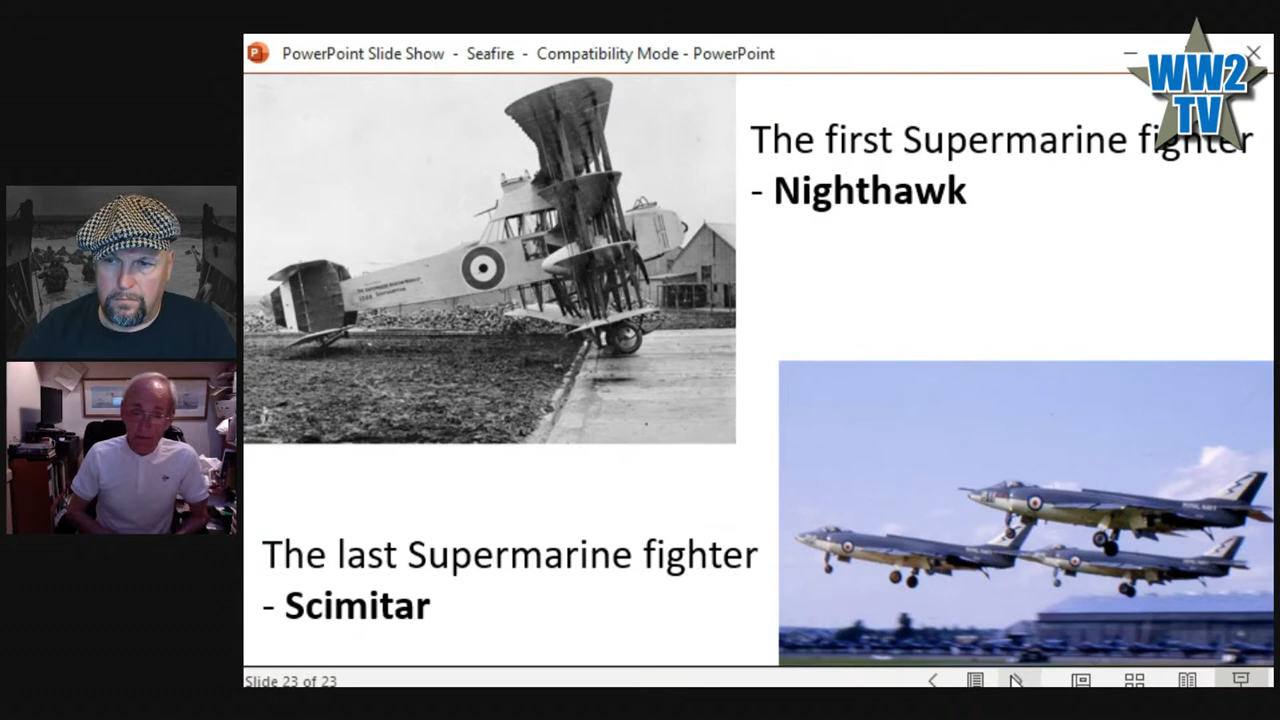 PowerPoint Slide Show - Seafire - Compatibility Mode - PowerPoint
WW2
TV
The first Supermarine fighter
- Nighthawk
The last Supermarine fighter
- Scimitar
Slide 23 of 23